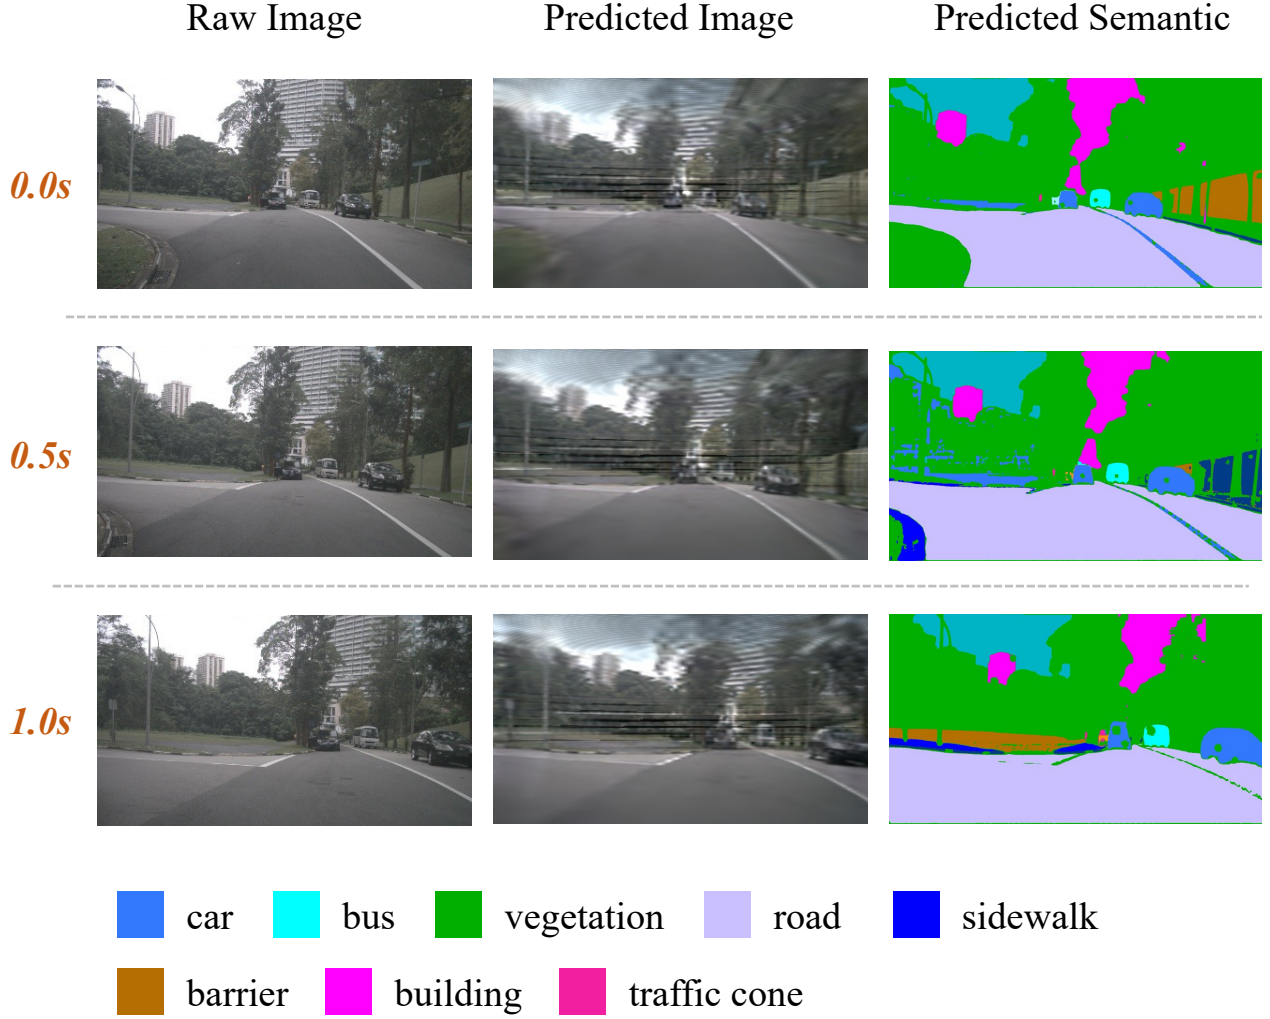 Raw Image Predicted Image Predicted Semantic
0.0s
0.5s
1.0s
car bus vegetation road sidewalk
barrier building traffic cone